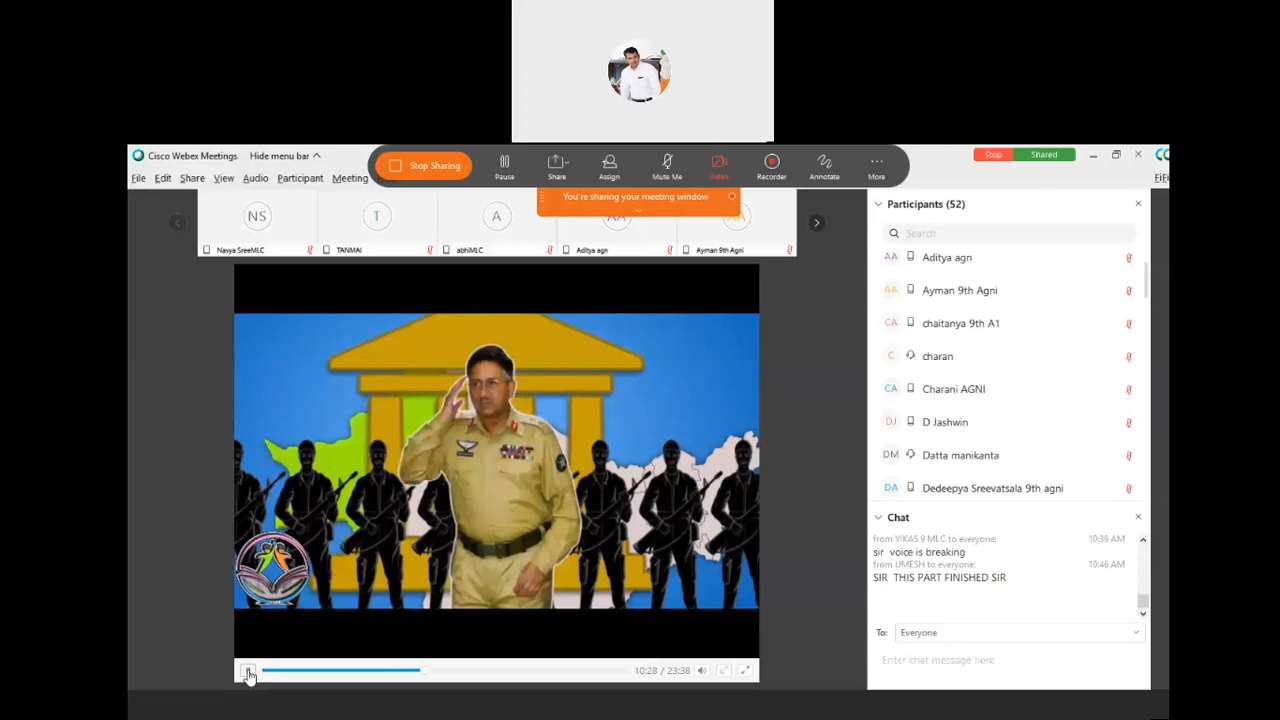 Cisco Webex Meetings
Hide menu bar
Stop Sharing
Pause
Share
Assign
Mute Me
Video
Recorder
Annotate
More
Stop
Shared
File Edit Share View Audio Participant Meeting
You're sharing your meeting window
NS
T
A
AA
AA
Navya SreeMLC
TANMAI
abhiMLC
Aditya agn
Ayman 9th Agni
Participants (52)
Search
AA Aditya agn
AA Ayman 9th Agni
CA chaitanya 9th A1
C charan
CA Charani AGNI
DJ D Jashwin
DM Datta manikanta
DA Dedeepya Sreevatsala 9th agni
Chat
from VIKAS 9 MLC to everyone: 10:39 AM
sir voice is breaking
from UMESH to everyone: 10:46 AM
SIR THIS PART FINISHED SIR
To: Everyone
Enter chat message here
10:28 / 23:38